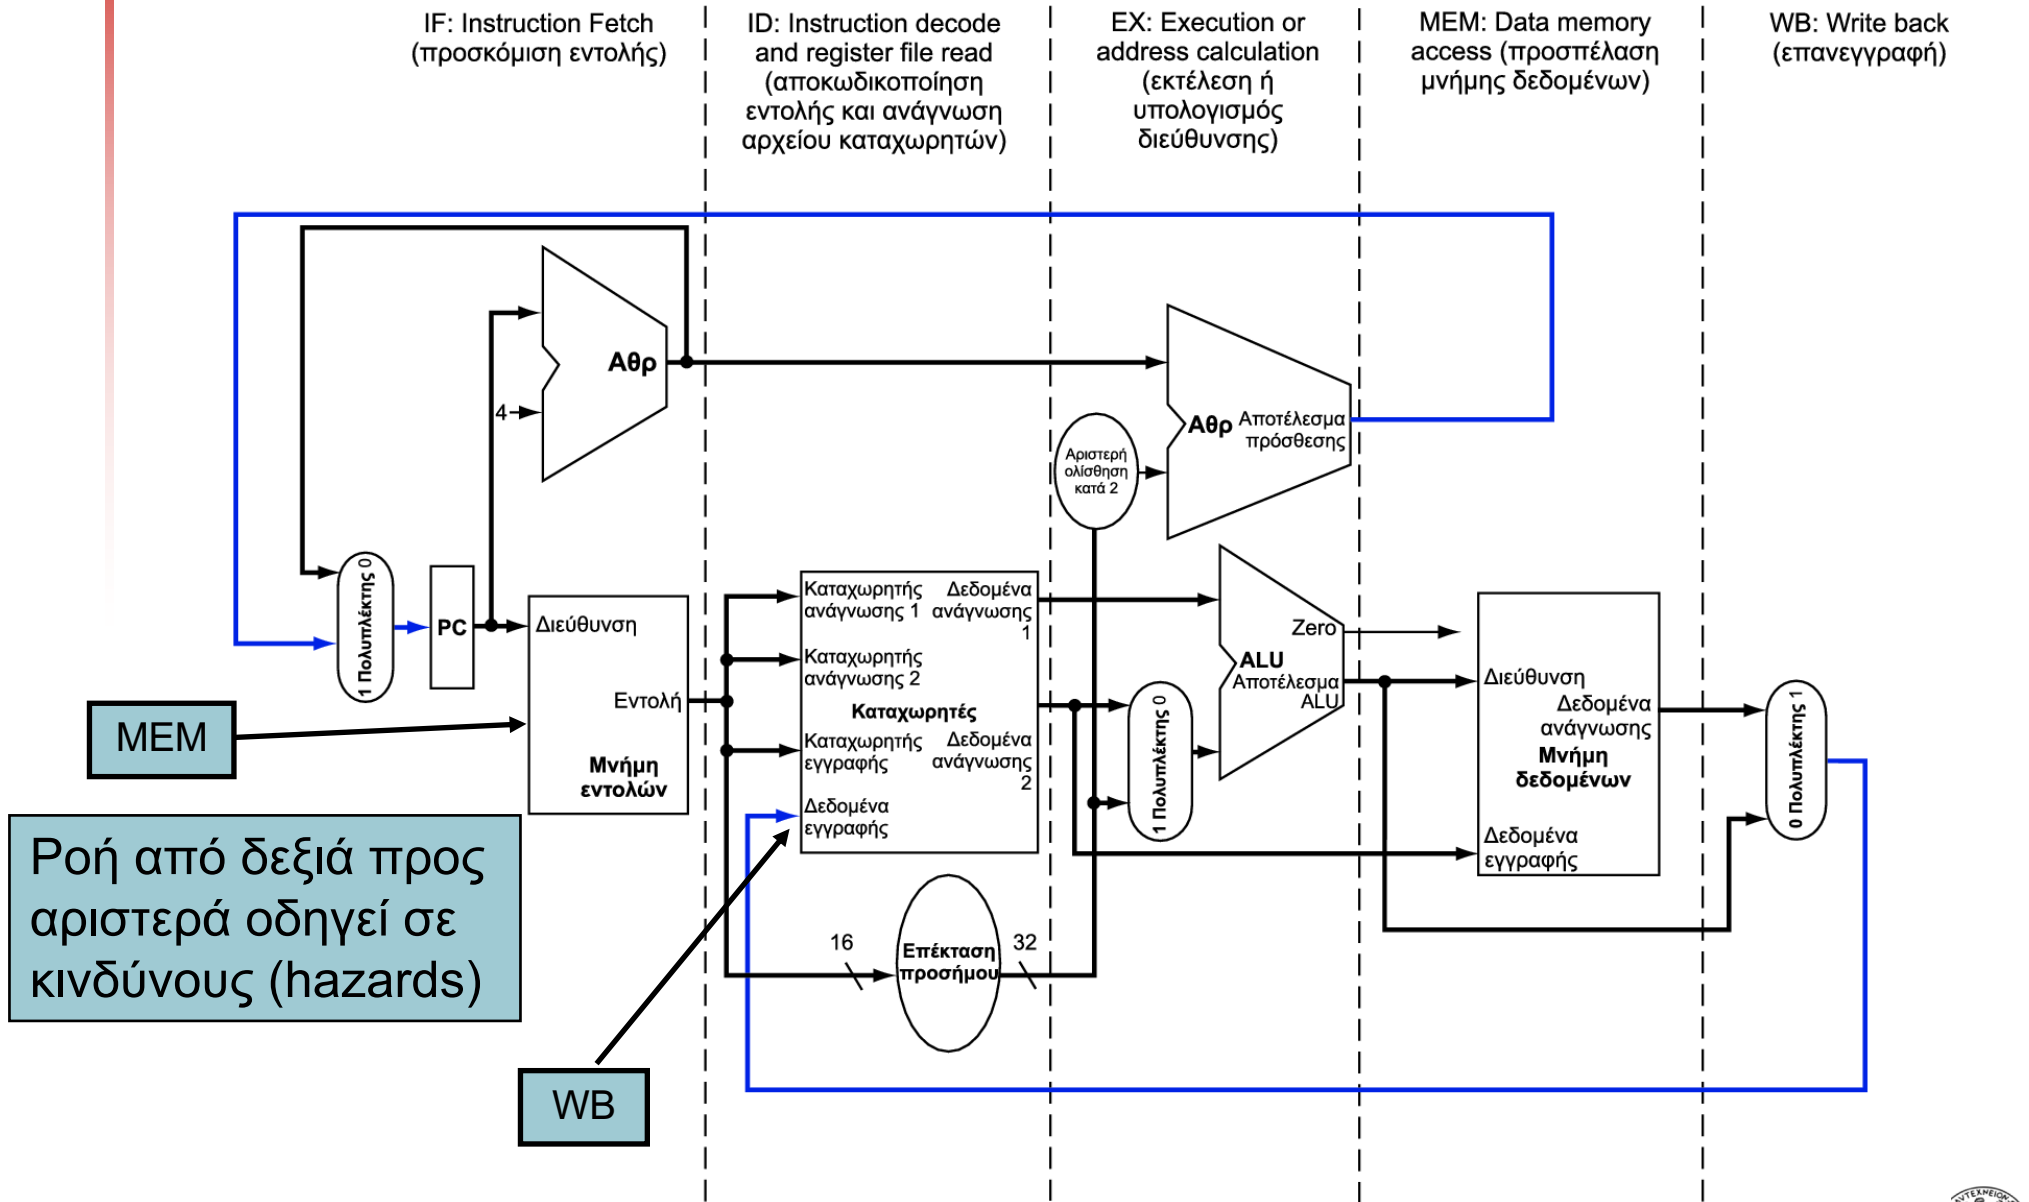 IF: Instruction Fetch
(προσκόμιση εντολής)
ID: Instruction decode
and register file read
(αποκωδικοποίηση
εντολής και ανάγνωση
αρχείου καταχωρητών)
EX: Execution or
address calculation
(εκτέλεση ή
υπολογισμός
διεύθυνσης)
MEM: Data memory
access (προσπέλαση
μνήμης δεδομένων)
WB: Write back
(επανεγγραφή)
Αθρ
4
Αθρ
Αποτέλεσμα
πρόσθεσης
Αριστερή
ολίσθηση
κατά 2
1 Πολυπλέκτης 0
PC
Διεύθυνση
Εντολή
Μνήμη
εντολών
Καταχωρητής
ανάγνωσης 1
Καταχωρητής
ανάγνωσης 2
Καταχωρητές
Καταχωρητής
εγγραφής
Δεδομένα
εγγραφής
Δεδομένα
ανάγνωσης
1
Δεδομένα
ανάγνωσης
2
1 Πολυπλέκτης 0
Zero
ALU
Αποτέλεσμα
ALU
Διεύθυνση
Δεδομένα
ανάγνωσης
Μνήμη
δεδομένων
Δεδομένα
εγγραφής
0 Πολυπλέκτης 1
16
Επέκταση
προσήμου
32
MEM
Ροή από δεξιά προς
αριστερά οδηγεί σε
κινδύνους (hazards)
WB